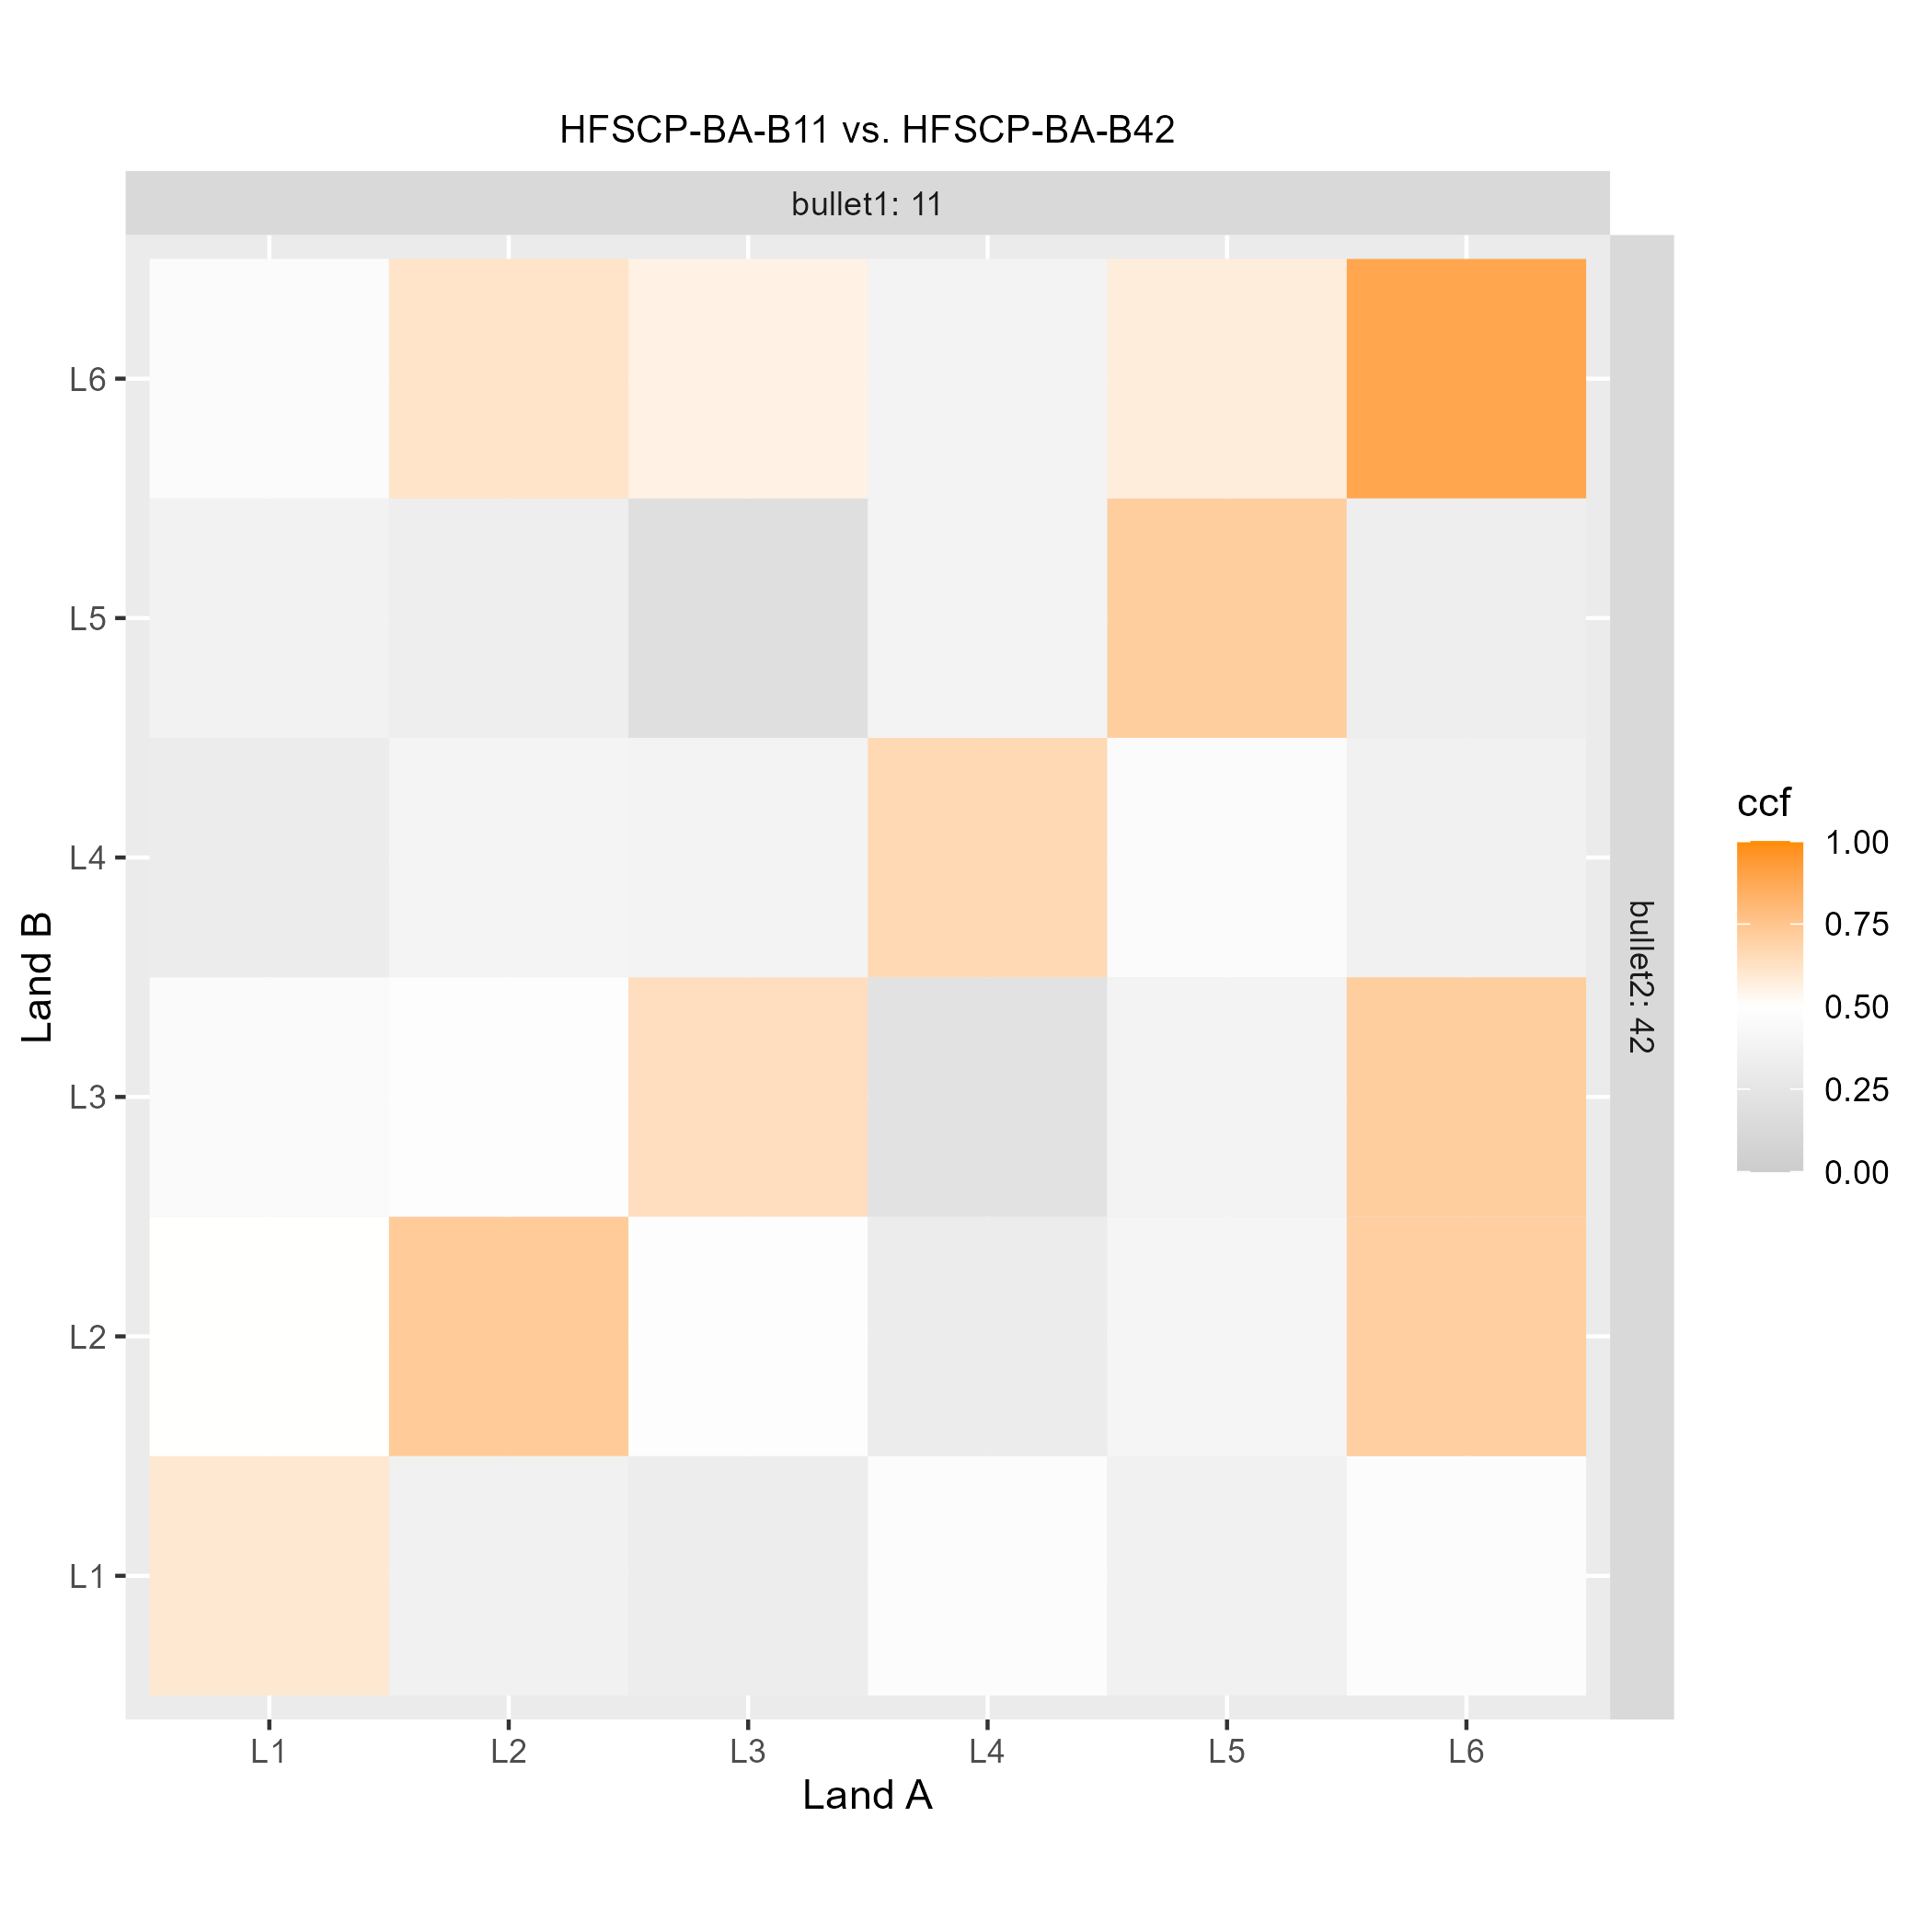 HFSCP-BA-B11 vs. HFSCP-BA-B42
bullet1: 11
L6
L5
L4
L3
L2
L1
Land B
bullet2: 42
ccf
1.00
0.75
0.50
0.25
0.00
L1 L2 L3 L4 L5 L6
Land A